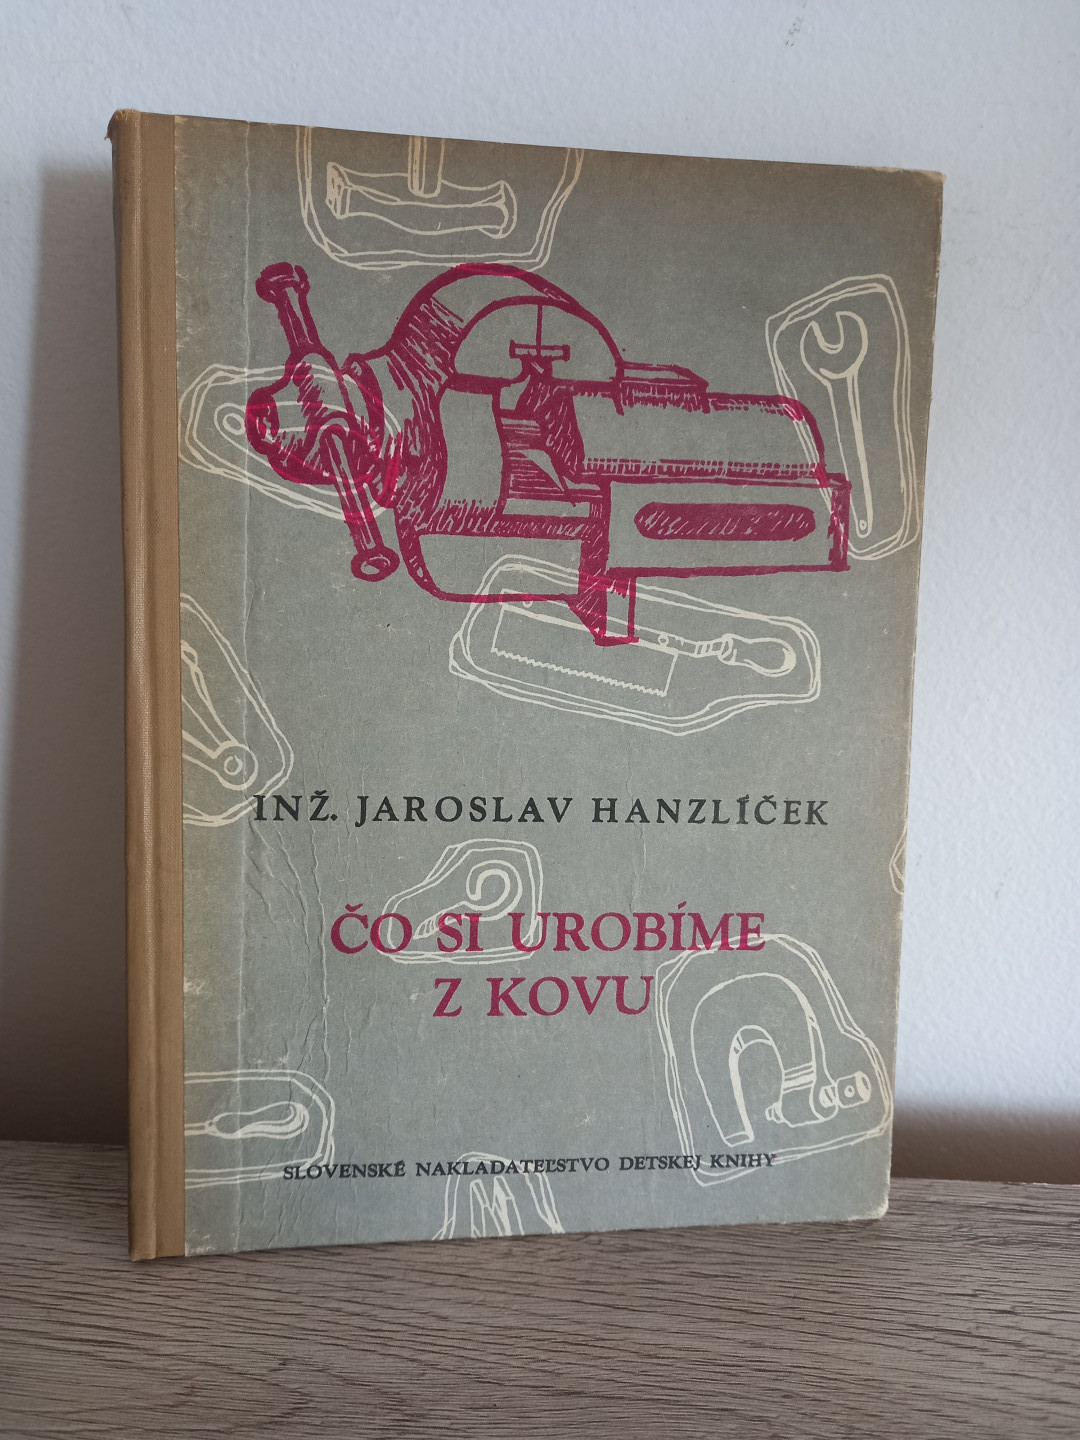 INŽ. JAROSLAV HANZLÍČEK
ČO SI UROBÍME
Z KOVU
SLOVENSKÉ NAKLADATEĽSTVO DETSKEJ KNIHY